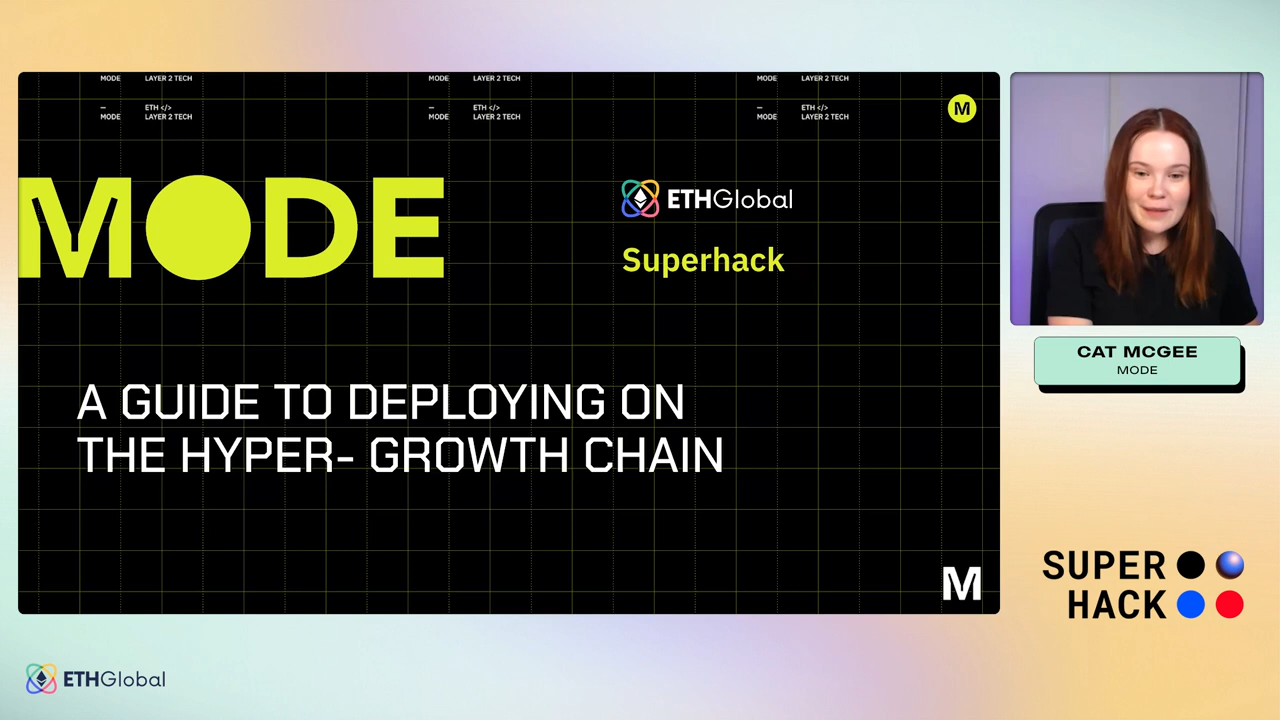 MODE LAYER 2 TECH MODE LAYER 2 TECH MODE LAYER 2 TECH
— ETH </> — ETH </> — ETH </>
MODE LAYER 2 TECH MODE LAYER 2 TECH MODE LAYER 2 TECH
M
MODE
ETHGlobal
Superhack
A GUIDE TO DEPLOYING ON
THE HYPER- GROWTH CHAIN
M
CAT MCGEE
MODE
SUPER
HACK
ETHGlobal